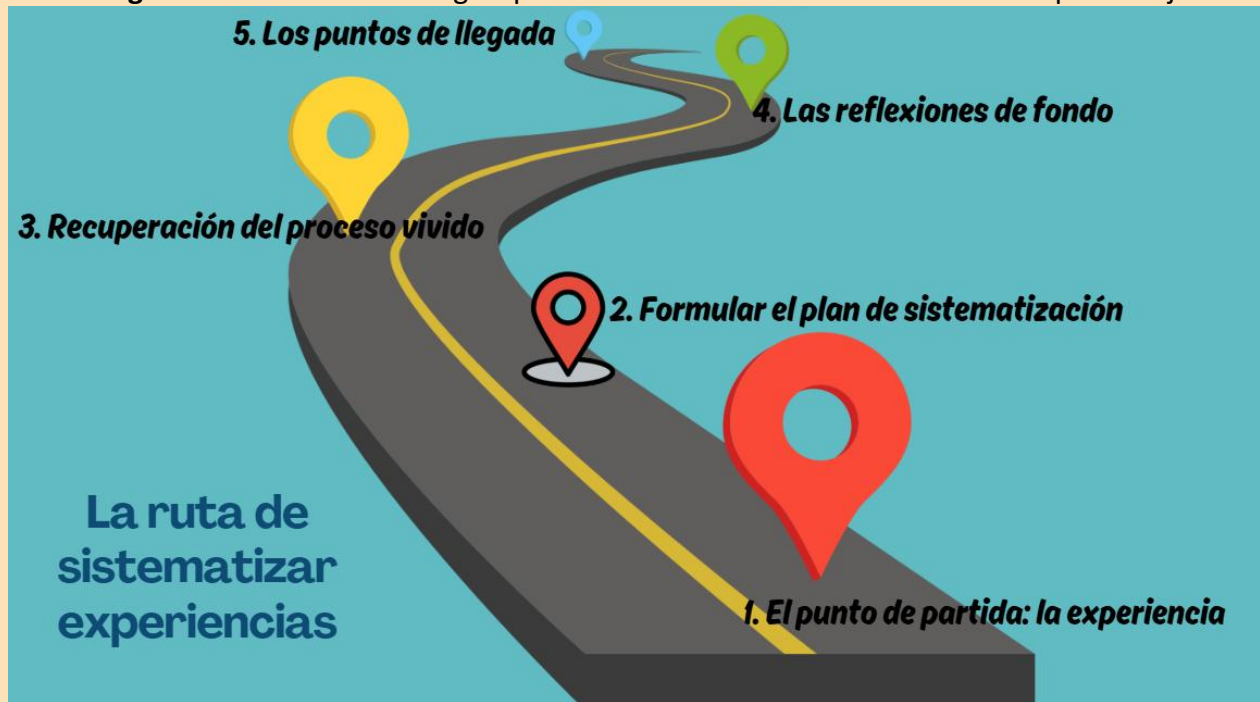 5. Los puntos de llegada
4. Las reflexiones de fondo
3. Recuperación del proceso vivido
2. Formular el plan de sistematización
1. El punto de partida: la experiencia
La ruta de
sistematizar
experiencias